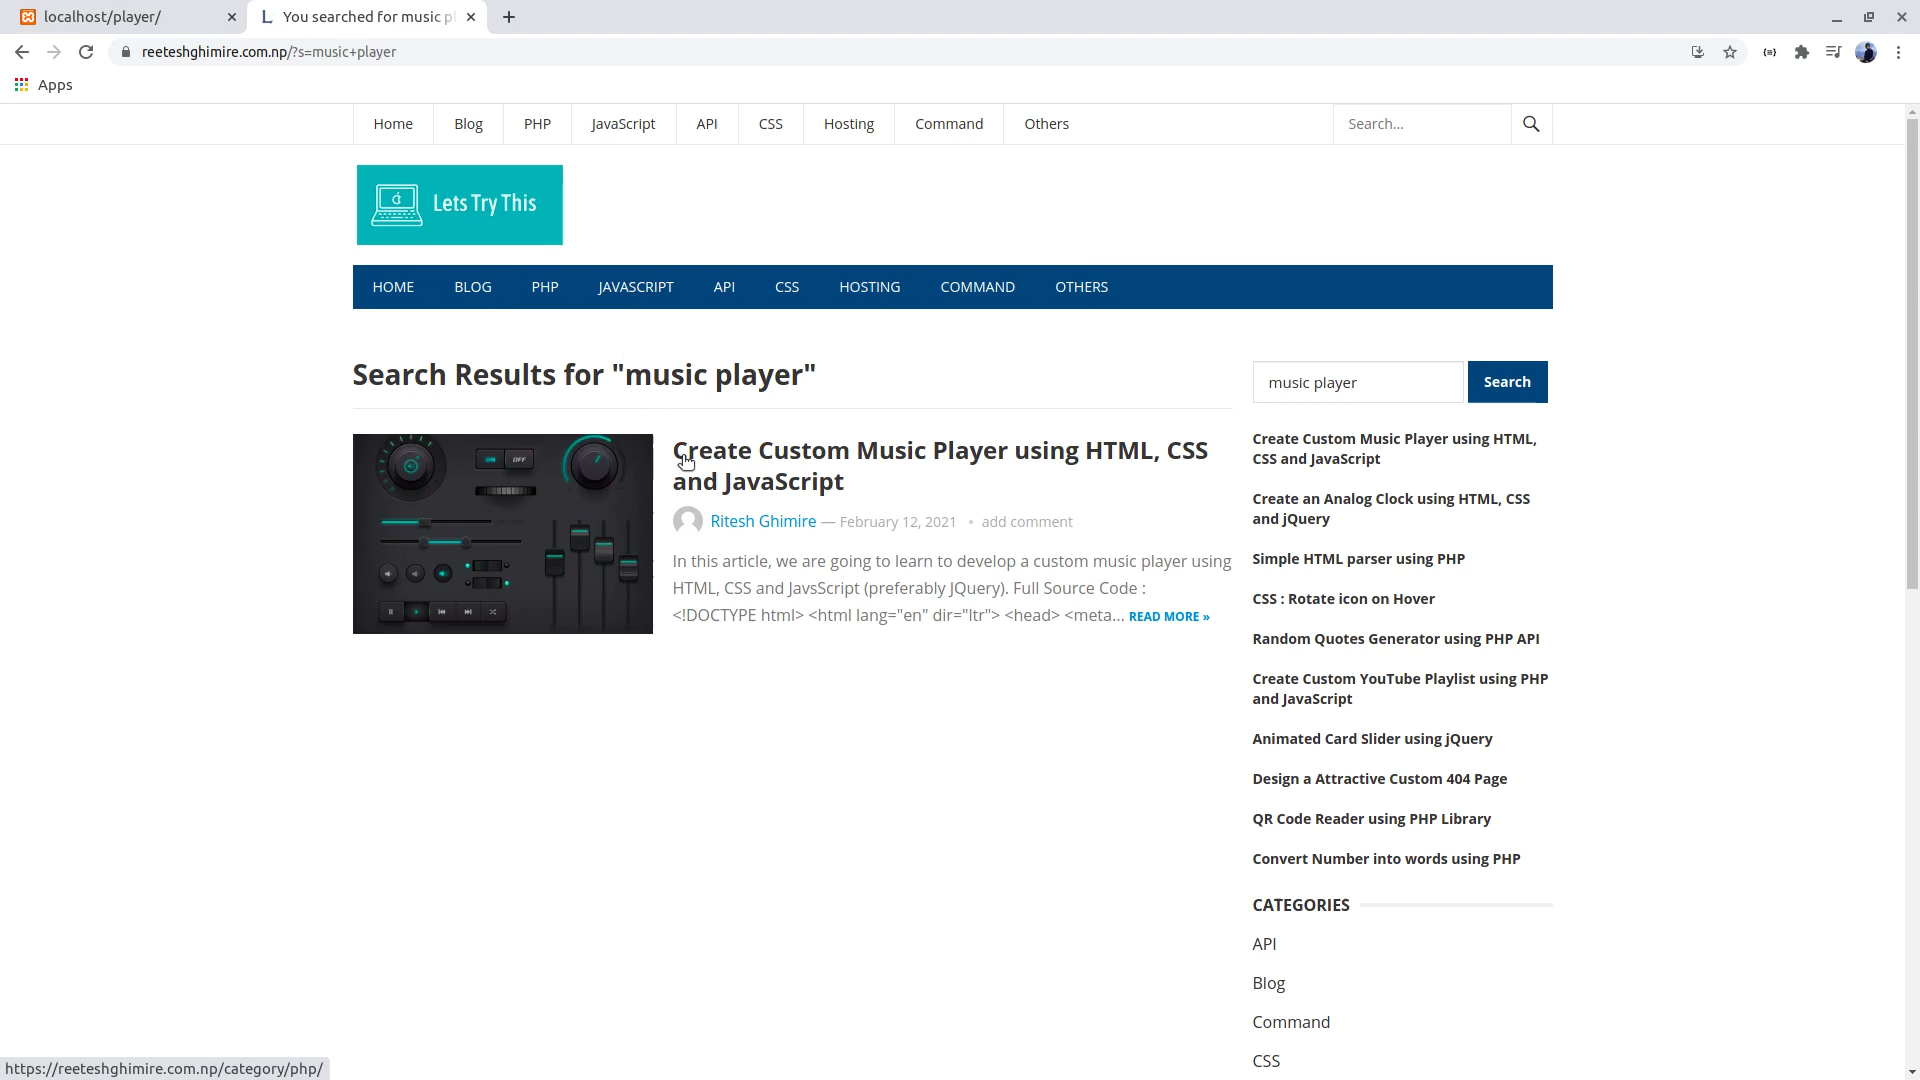 localhost/player/
You searched for music pl
reeteshghimire.com.np/?s=music+player
Apps
Home Blog PHP JavaScript API CSS Hosting Command Others Search...
Lets Try This
HOME BLOG PHP JAVASCRIPT API CSS HOSTING COMMAND OTHERS
Search Results for "music player"
ON OFF
Create Custom Music Player using HTML, CSS
and JavaScript
Ritesh Ghimire — February 12, 2021 • add comment
In this article, we are going to learn to develop a custom music player using
HTML, CSS and JavsScript (preferably JQuery). Full Source Code :
<!DOCTYPE html> <html lang="en" dir="ltr"> <head> <meta... READ MORE »
music player Search
Create Custom Music Player using HTML,
CSS and JavaScript
Create an Analog Clock using HTML, CSS
and jQuery
Simple HTML parser using PHP
CSS : Rotate icon on Hover
Random Quotes Generator using PHP API
Create Custom YouTube Playlist using PHP
and JavaScript
Animated Card Slider using jQuery
Design a Attractive Custom 404 Page
QR Code Reader using PHP Library
Convert Number into words using PHP
CATEGORIES
API
Blog
Command
CSS
https://reeteshghimire.com.np/category/php/